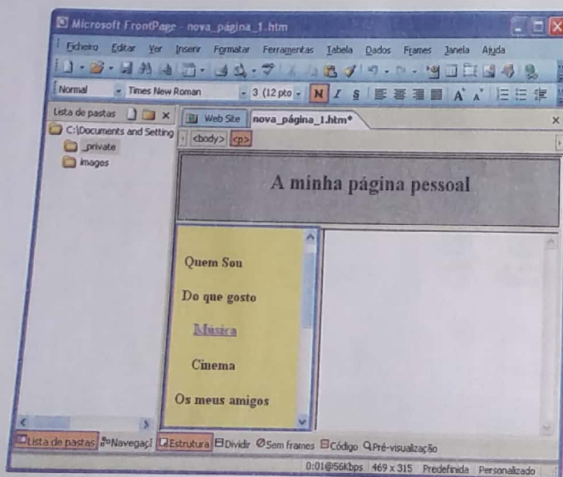 Microsoft FrontPage - nova_página_1.htm
Ficheiro Editar Ver Inserir Formatar Ferramentas Tabela Dados Frames Janela Ajuda
Normal Times New Roman 3 (12 pto N I S A A
Lista de pastas Web Site nova_página_1.htm*
C:\Documents and Setting <body> <p>
_private
images
A minha página pessoal
Quem Sou
Do que gosto
Música
Cinema
Os meus amigos
Lista de pastas Navegaç Estrutura Dividir Sem frames Código Pré-visualização
0:01@56Kbps 469 x 315 Predefinida Personalizado